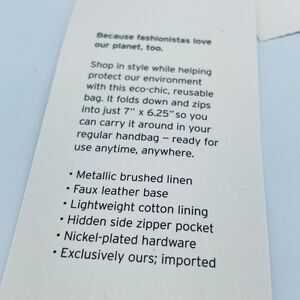 Because fashionistas love
our planet, too.
Shop in style while helping
protect our environment
with this eco-chic, reusable
bag. It folds down and zips
into just 7" x 6.25" so you
can carry it around in your
regular handbag — ready for
use anytime, anywhere.
• Metallic brushed linen
• Faux leather base
• Lightweight cotton lining
• Hidden side zipper pocket
• Nickel-plated hardware
• Exclusively ours; imported